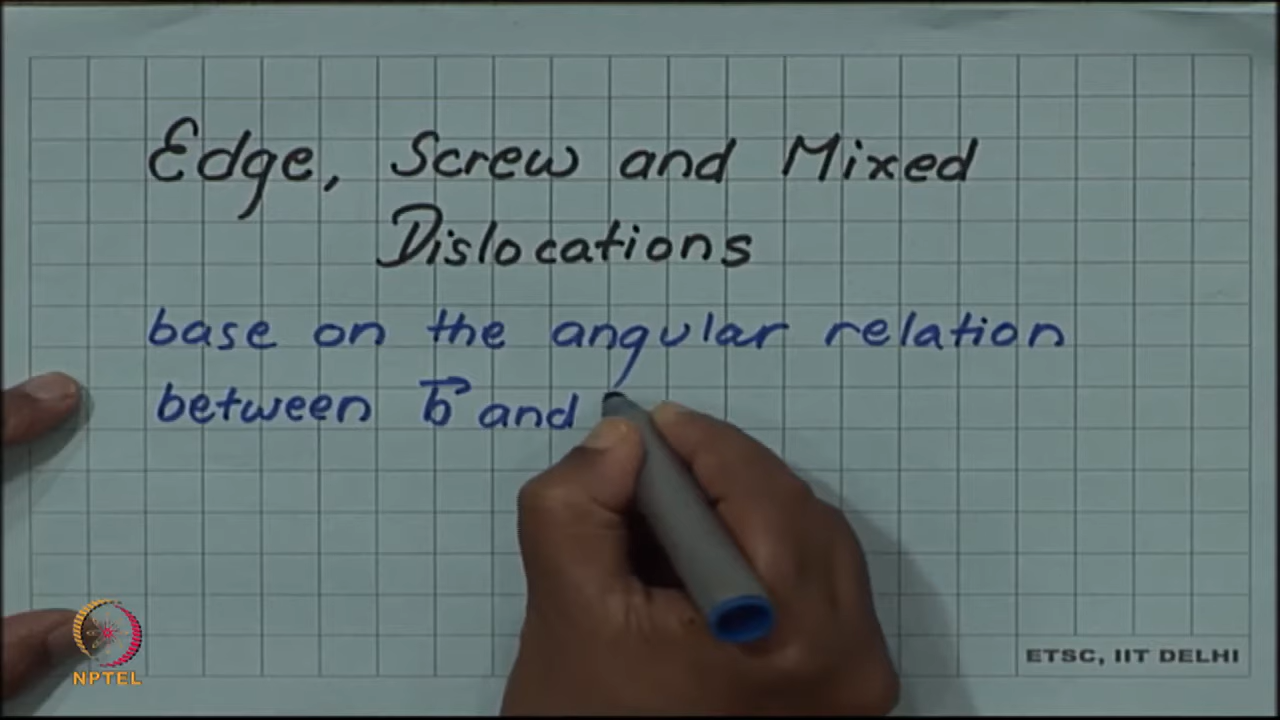 Edge, Screw and Mixed
Dislocations
base on the angular relation
between b⃗ and
NPTEL
ETSC, IIT DELHI